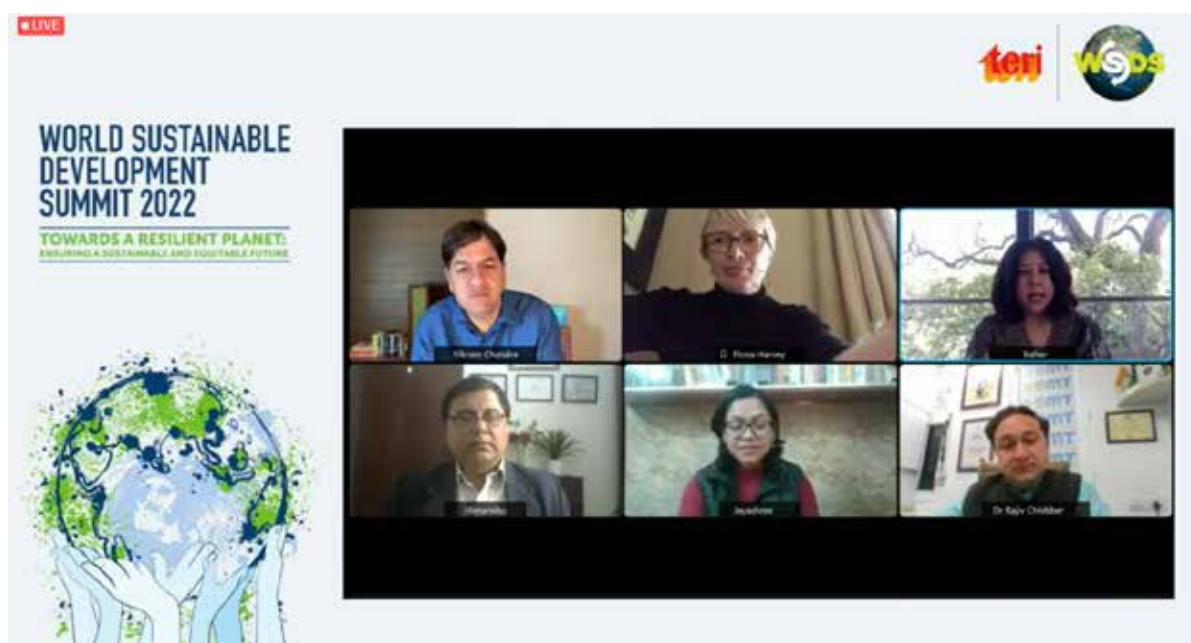 LIVE
teri
WSDS
WORLD SUSTAINABLE
DEVELOPMENT
SUMMIT 2022
TOWARDS A RESILIENT PLANET:
ENSURING A SUSTAINABLE AND EQUITABLE FUTURE
Vikram Chandra
Fiona Harvey
Himanshu
Jayashree
Dr Rajiv Chhibber